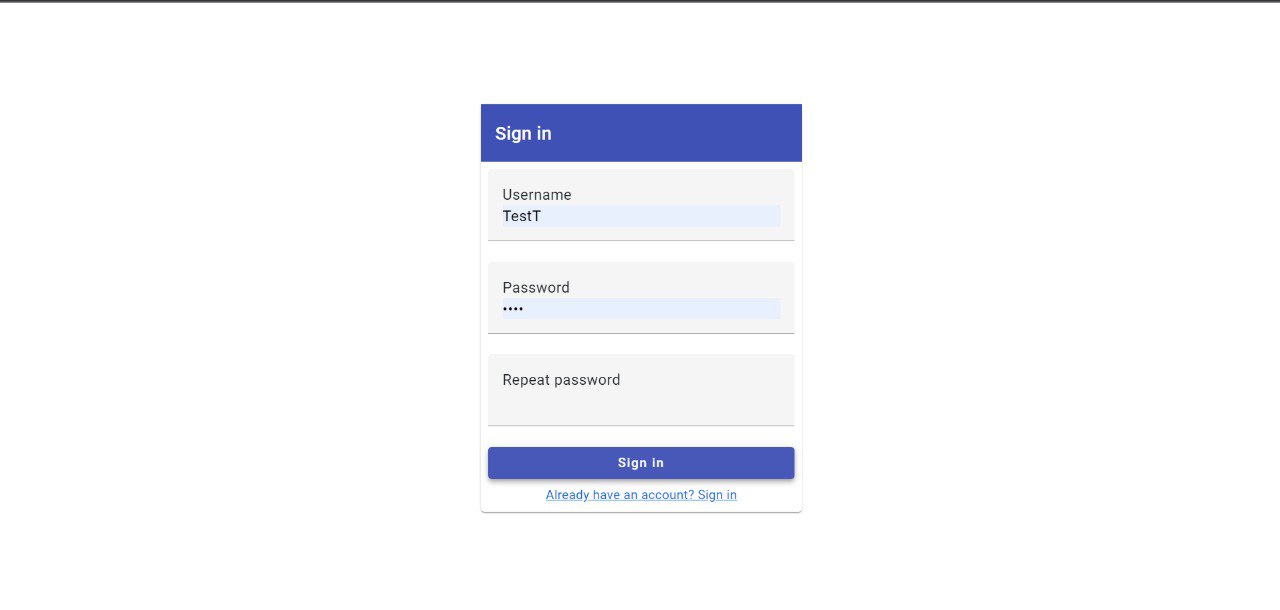 Sign in
Username
TestT
Password
••••
Repeat password
Sign in
Already have an account? Sign in